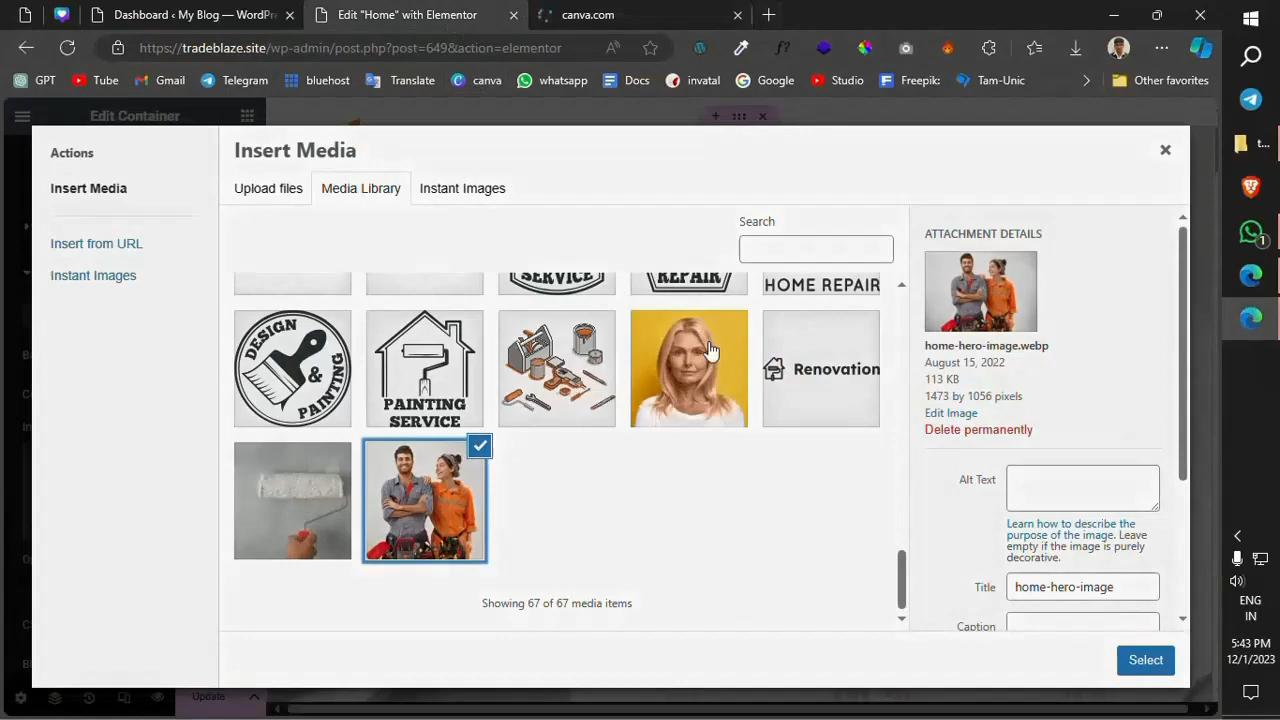 Dashboard ‹ My Blog — WordPre
Edit "Home" with Elementor
canva.com
https://tradeblaze.site/wp-admin/post.php?post=649&action=elementor
GPT
Tube
Gmail
Telegram
bluehost
Translate
canva
whatsapp
Docs
invatal
Google
Studio
Freepik:
Tam-Unic
Other favorites
Edit Container
Actions
Insert Media
Insert from URL
Instant Images
Insert Media
Upload files
Media Library
Instant Images
Search
SERVICE
REPAIR
HOME REPAIR
DESIGN
&
PAINTING
PAINTING
SERVICE
Renovation
Showing 67 of 67 media items
ATTACHMENT DETAILS
home-hero-image.webp
August 15, 2022
113 KB
1473 by 1056 pixels
Edit Image
Delete permanently
Alt Text
Learn how to describe the
purpose of the image. Leave
empty if the image is purely
decorative.
Title
home-hero-image
Caption
Select
Update
t...
1
ENG
IN
5:43 PM
12/1/2023